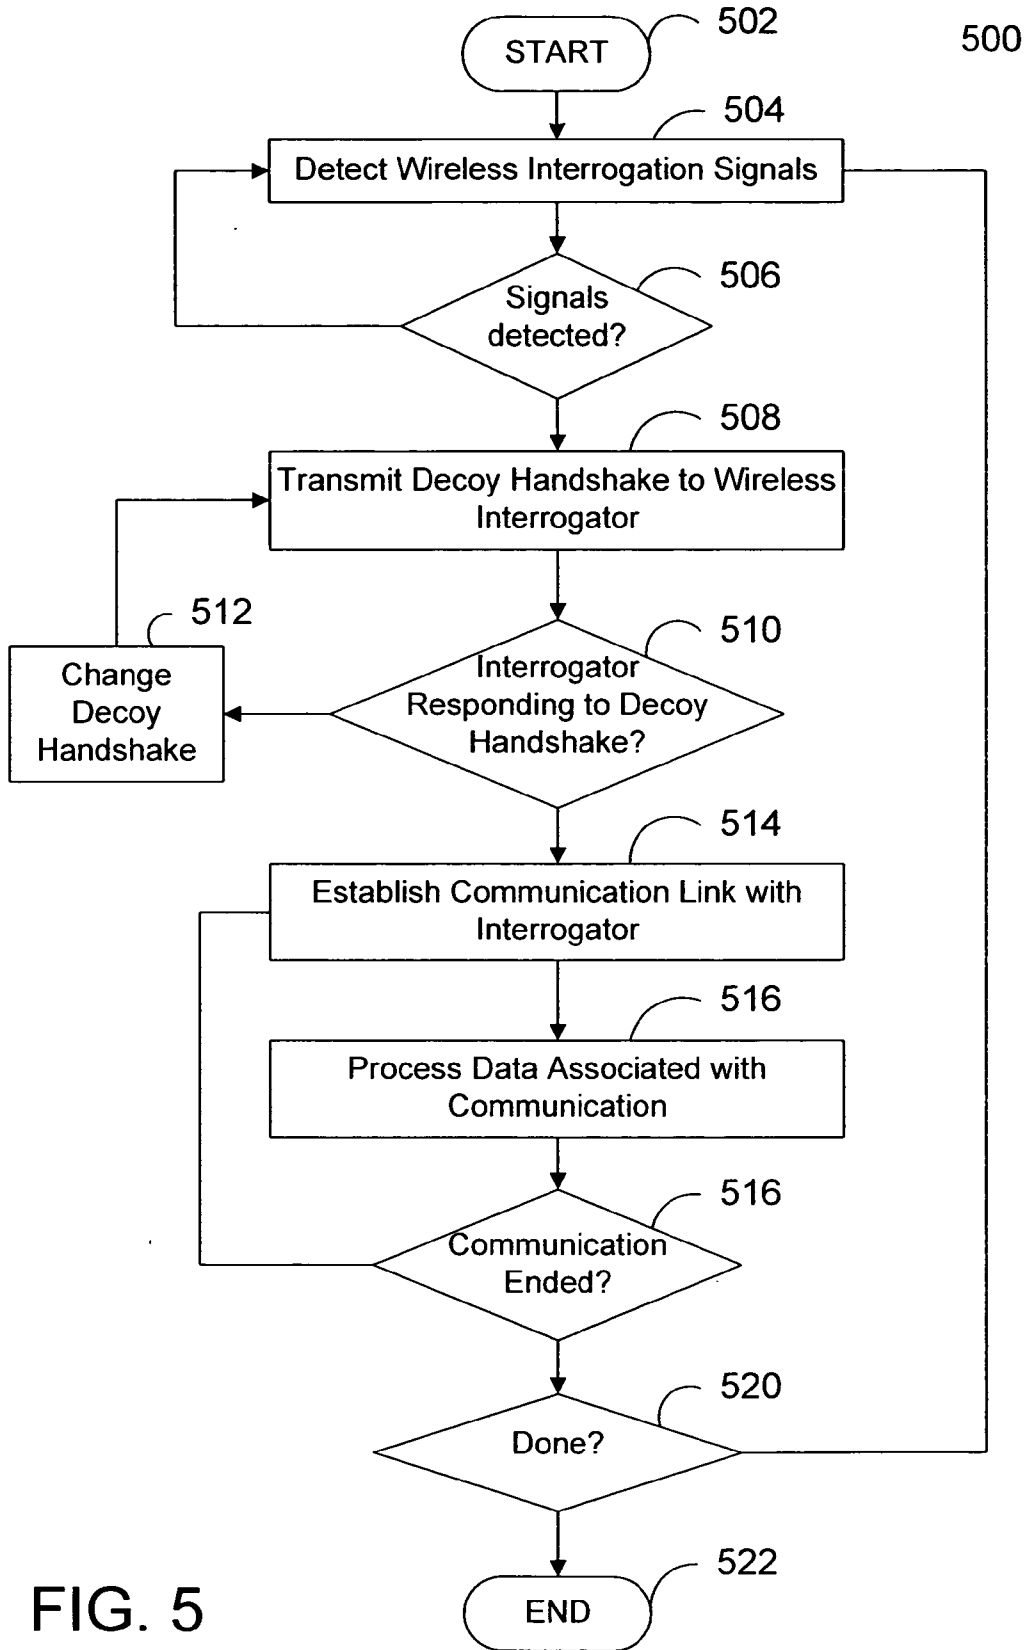 502
500
START
504
Detect Wireless Interrogation Signals
506
Signals
detected?
508
Transmit Decoy Handshake to Wireless
Interrogator
512
510
Change
Decoy
Handshake
Interrogator
Responding to Decoy
Handshake?
514
Establish Communication Link with
Interrogator
516
Process Data Associated with
Communication
516
Communication
Ended?
520
Done?
522
END
FIG. 5